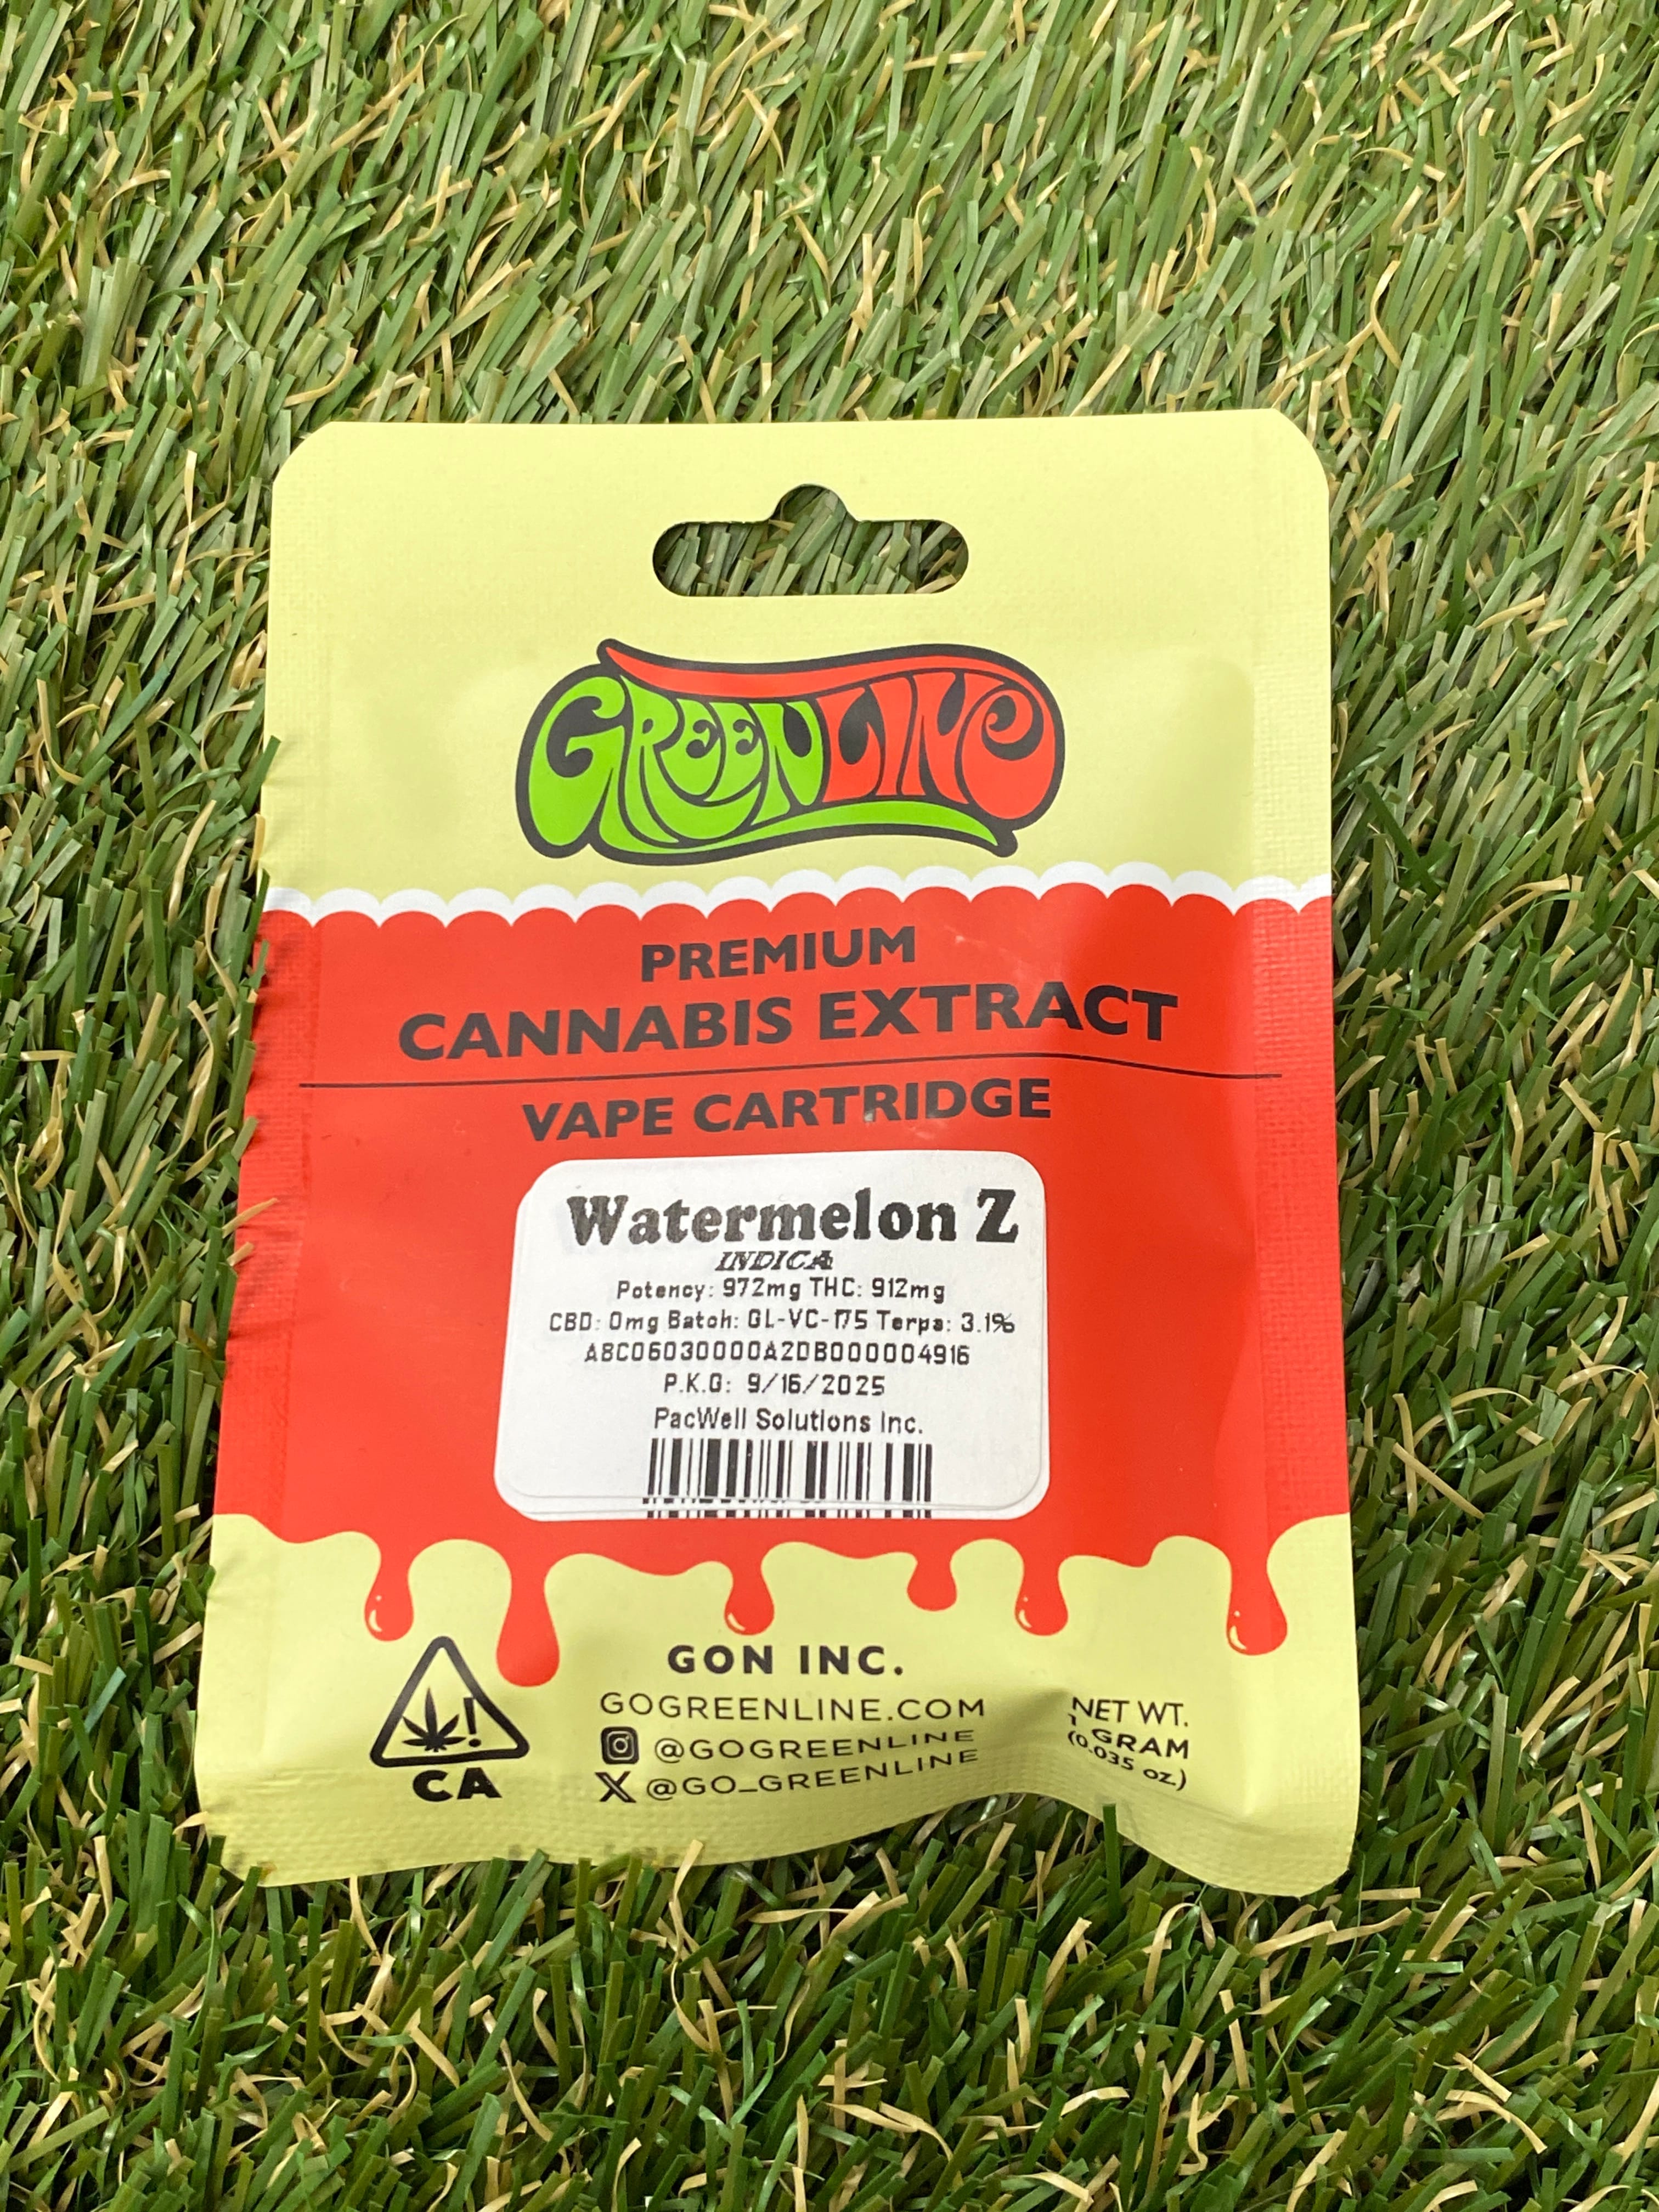 GREENLINE
PREMIUM
CANNABIS EXTRACT
VAPE CARTRIDGE
Watermelon Z
INDICA
Potency: 972mg THC: 912mg
CBD: 0mg Batch: GL-VC-175 Terps: 3.1%
A8C06030000A2DB000004916
P.K.G: 9/16/2025
PacWell Solutions Inc.
GON INC.
GOGREENLINE.COM
@GOGREENLINE
@GO_GREENLINE
CA
NET WT.
1 GRAM
(0.035 oz.)